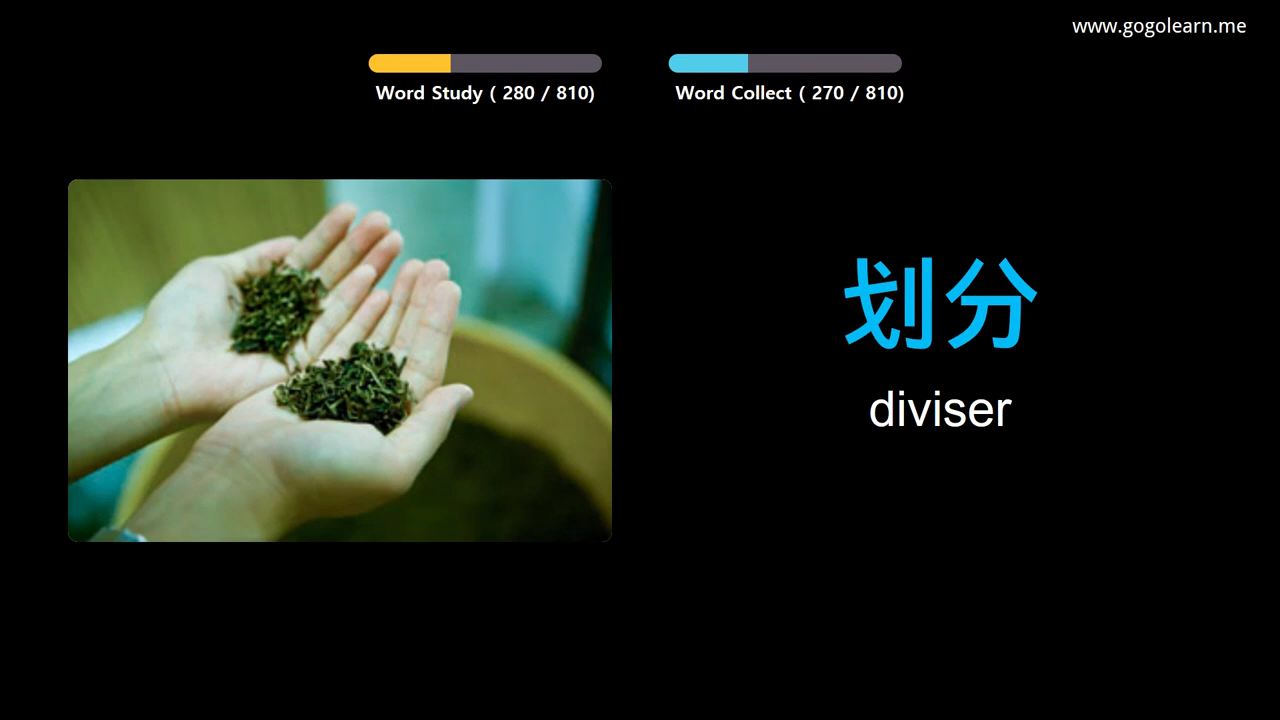 www.gogolearn.me
Word Study ( 280 / 810)
Word Collect ( 270 / 810)
划分
diviser